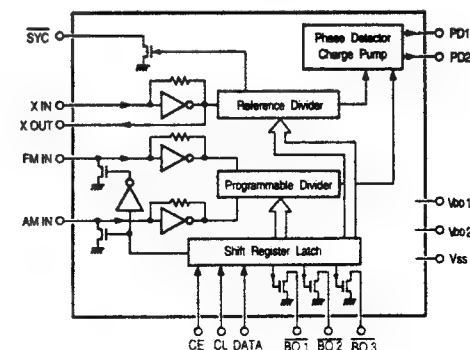 SYC
Phase Detector
Charge Pump
PD1
PD2
X IN
Reference Divider
X OUT
FM IN
Programmable Divider
VDD1
AM IN
VDD2
Shift Register Latch
VSS
CE CL DATA BO1 BO2 BO3